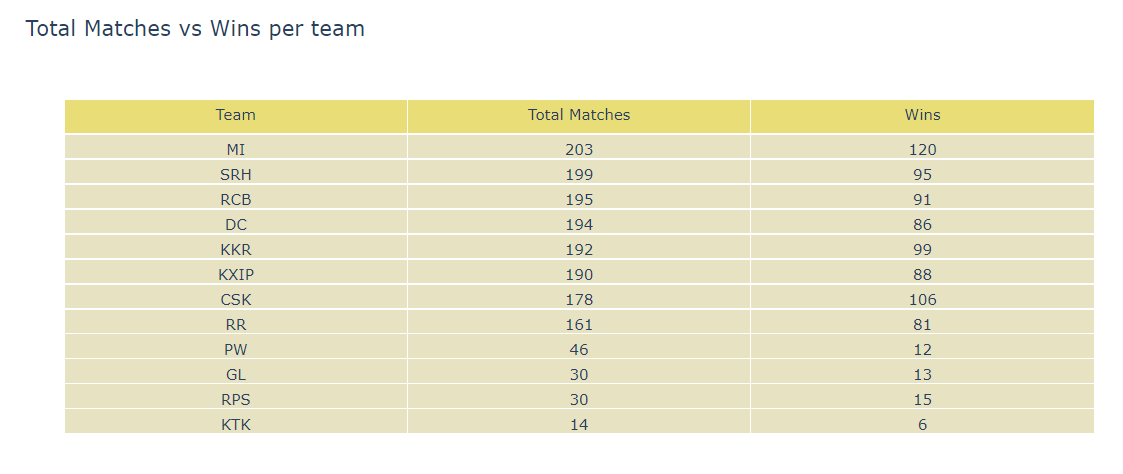 Total Matches vs Wins per team
Team Total Matches Wins
MI 203 120
SRH 199 95
RCB 195 91
DC 194 86
KKR 192 99
KXIP 190 88
CSK 178 106
RR 161 81
PW 46 12
GL 30 13
RPS 30 15
KTK 14 6